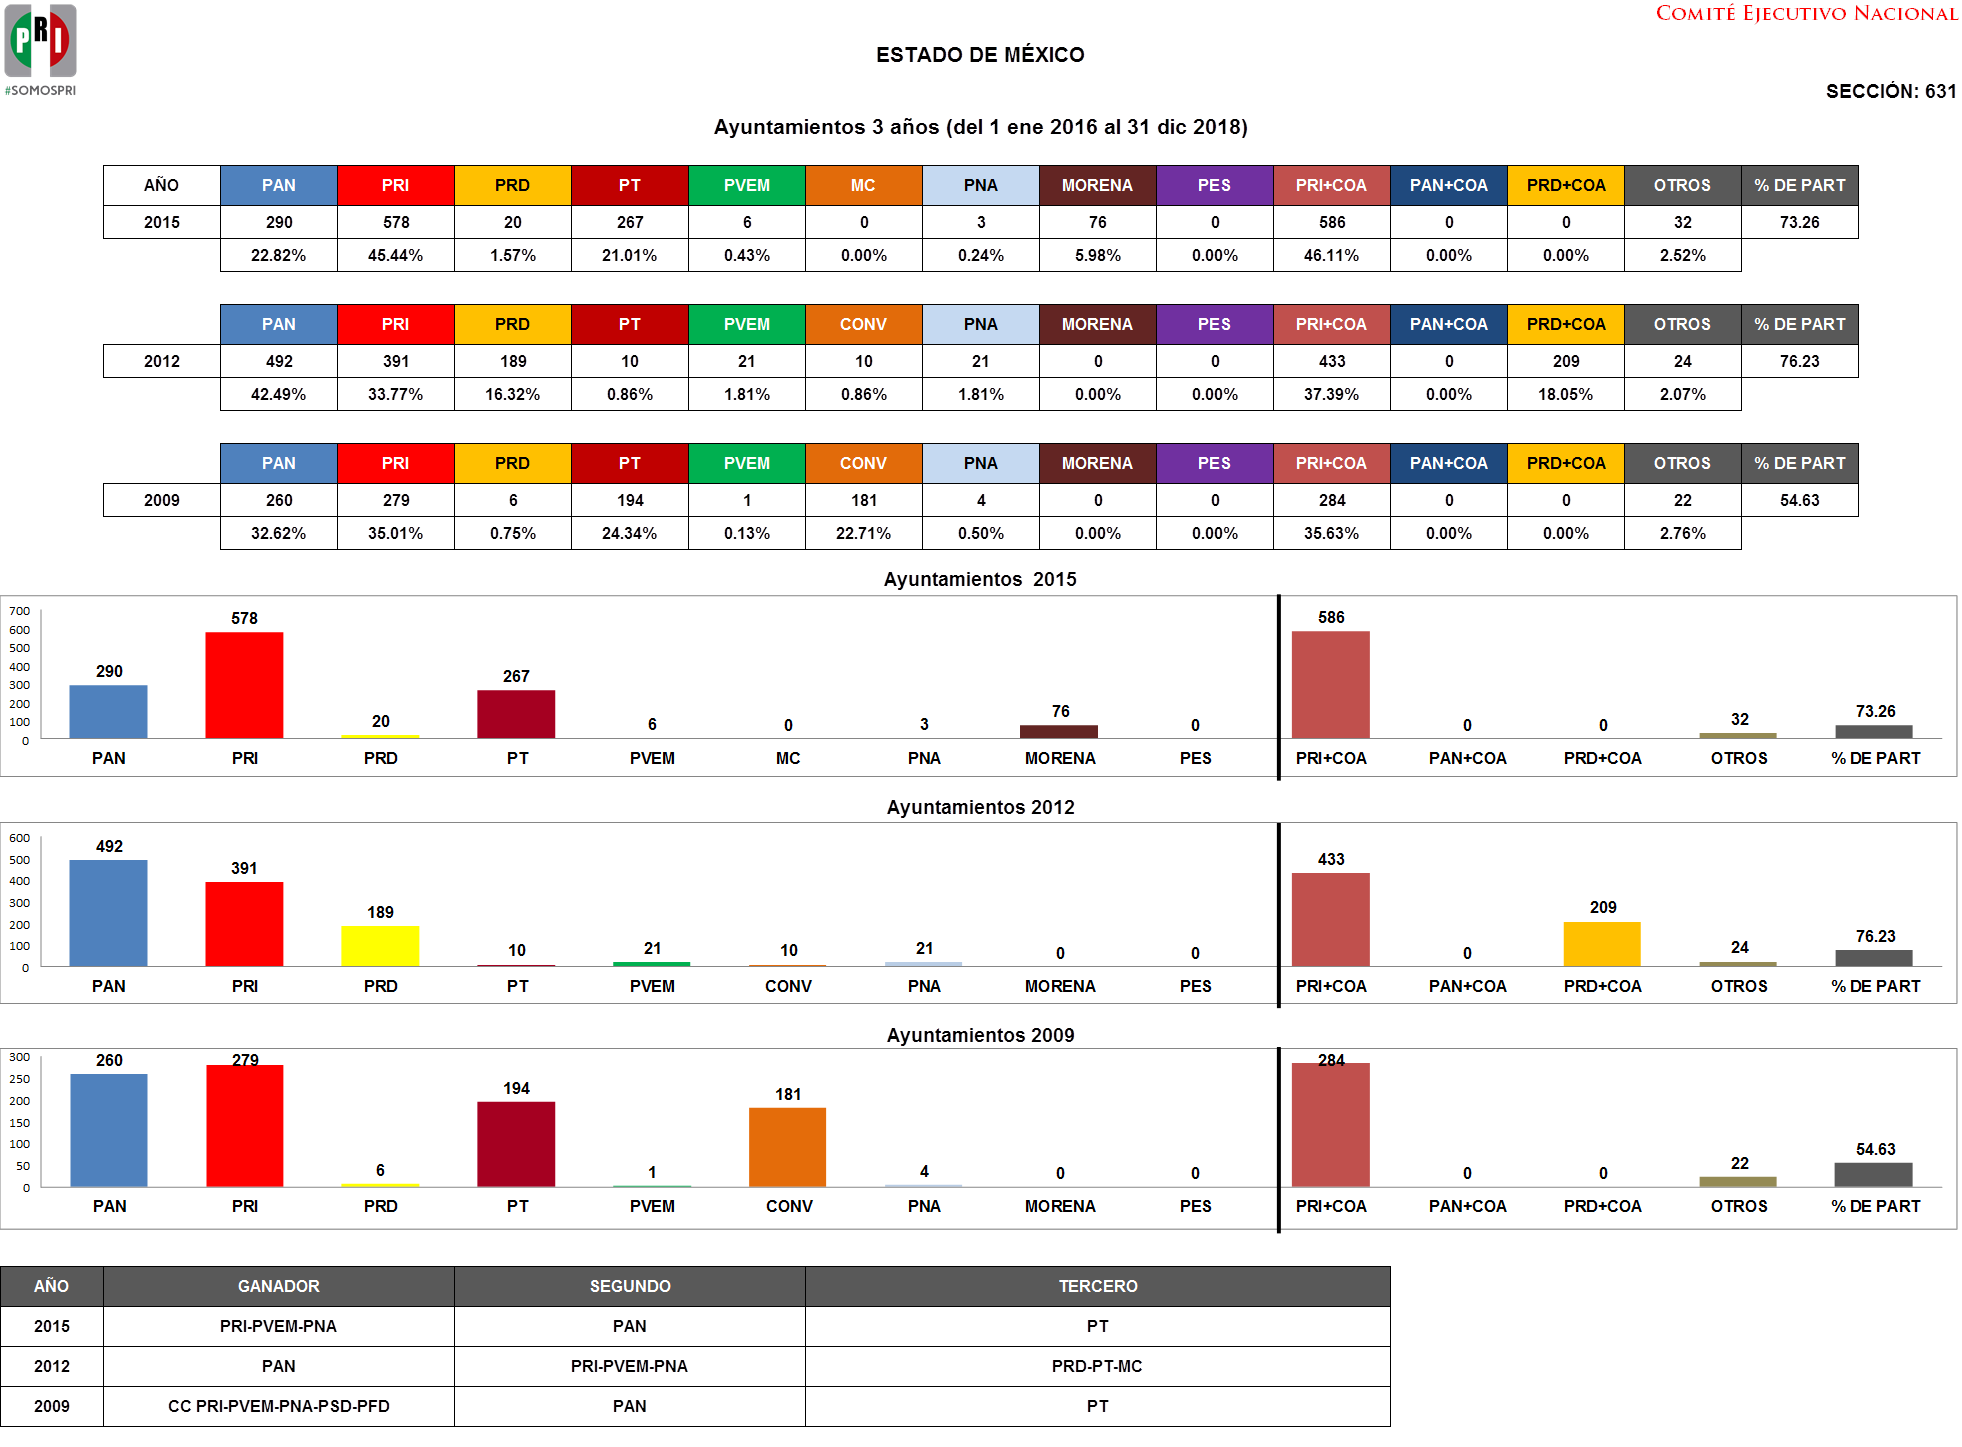 PRI
#SOMOSPRI
COMITÉ EJECUTIVO NACIONAL
ESTADO DE MÉXICO
SECCIÓN: 631
Ayuntamientos 3 años (del 1 ene 2016 al 31 dic 2018)
AÑO PAN PRI PRD PT PVEM MC PNA MORENA PES PRI+COA PAN+COA PRD+COA OTROS % DE PART
2015 290 578 20 267 6 0 3 76 0 586 0 0 32 73.26
22.82% 45.44% 1.57% 21.01% 0.43% 0.00% 0.24% 5.98% 0.00% 46.11% 0.00% 0.00% 2.52%
PAN PRI PRD PT PVEM CONV PNA MORENA PES PRI+COA PAN+COA PRD+COA OTROS % DE PART
2012 492 391 189 10 21 10 21 0 0 433 0 209 24 76.23
42.49% 33.77% 16.32% 0.86% 1.81% 0.86% 1.81% 0.00% 0.00% 37.39% 0.00% 18.05% 2.07%
PAN PRI PRD PT PVEM CONV PNA MORENA PES PRI+COA PAN+COA PRD+COA OTROS % DE PART
2009 260 279 6 194 1 181 4 0 0 284 0 0 22 54.63
32.62% 35.01% 0.75% 24.34% 0.13% 22.71% 0.50% 0.00% 0.00% 35.63% 0.00% 0.00% 2.76%
Ayuntamientos 2015
700
600
500
400
300
200
100
0
290 578 20 267 6 0 3 76 0 586 0 0 32 73.26
PAN PRI PRD PT PVEM MC PNA MORENA PES PRI+COA PAN+COA PRD+COA OTROS % DE PART
Ayuntamientos 2012
600
500
400
300
200
100
0
492 391 189 10 21 10 21 0 0 433 0 209 24 76.23
PAN PRI PRD PT PVEM CONV PNA MORENA PES PRI+COA PAN+COA PRD+COA OTROS % DE PART
Ayuntamientos 2009
300
250
200
150
100
50
0
260 279 6 194 1 181 4 0 0 284 0 0 22 54.63
PAN PRI PRD PT PVEM CONV PNA MORENA PES PRI+COA PAN+COA PRD+COA OTROS % DE PART
AÑO GANADOR SEGUNDO TERCERO
2015 PRI-PVEM-PNA PAN PT
2012 PAN PRI-PVEM-PNA PRD-PT-MC
2009 CC PRI-PVEM-PNA-PSD-PFD PAN PT